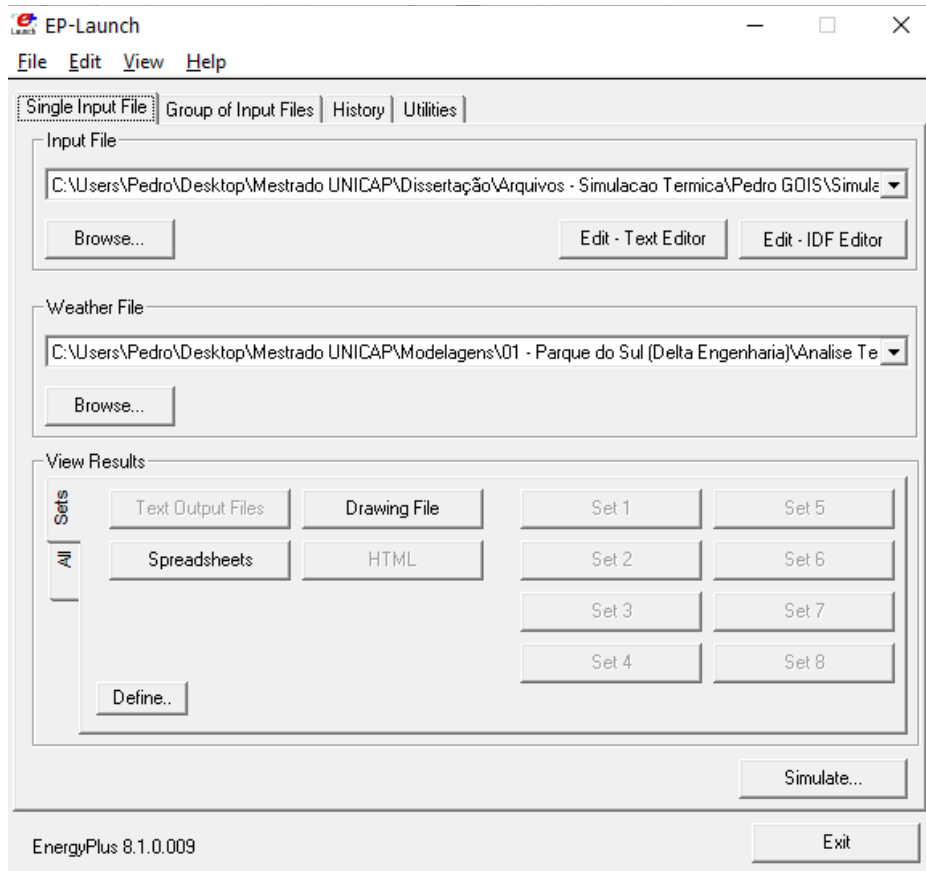 EP-Launch
File Edit View Help
Single Input File Group of Input Files History Utilities
Input File
C:\Users\Pedro\Desktop\Mestrado UNICAP\Dissertação\Arquivos - Simulacao Termica\Pedro GOIS\Simula
Browse... Edit - Text Editor Edit - IDF Editor
Weather File
C:\Users\Pedro\Desktop\Mestrado UNICAP\Modelagens\01 - Parque do Sul (Delta Engenharia)\Analise Te
Browse...
View Results
Sets
All
Text Output Files Drawing File Set 1 Set 5
Spreadsheets HTML Set 2 Set 6
Set 3 Set 7
Set 4 Set 8
Define..
Simulate...
EnergyPlus 8.1.0.009 Exit